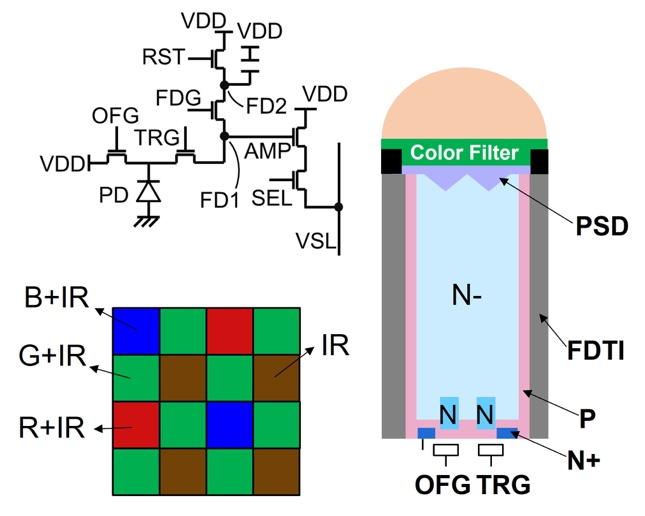 VDD
VDD
RST
FDG
FD2
VDD
OFG
TRG
AMP
VDD
PD
FD1
SEL
VSL
Color Filter
PSD
N-
FDTI
P
N N
N+
OFG TRG
B+IR
G+IR
IR
R+IR